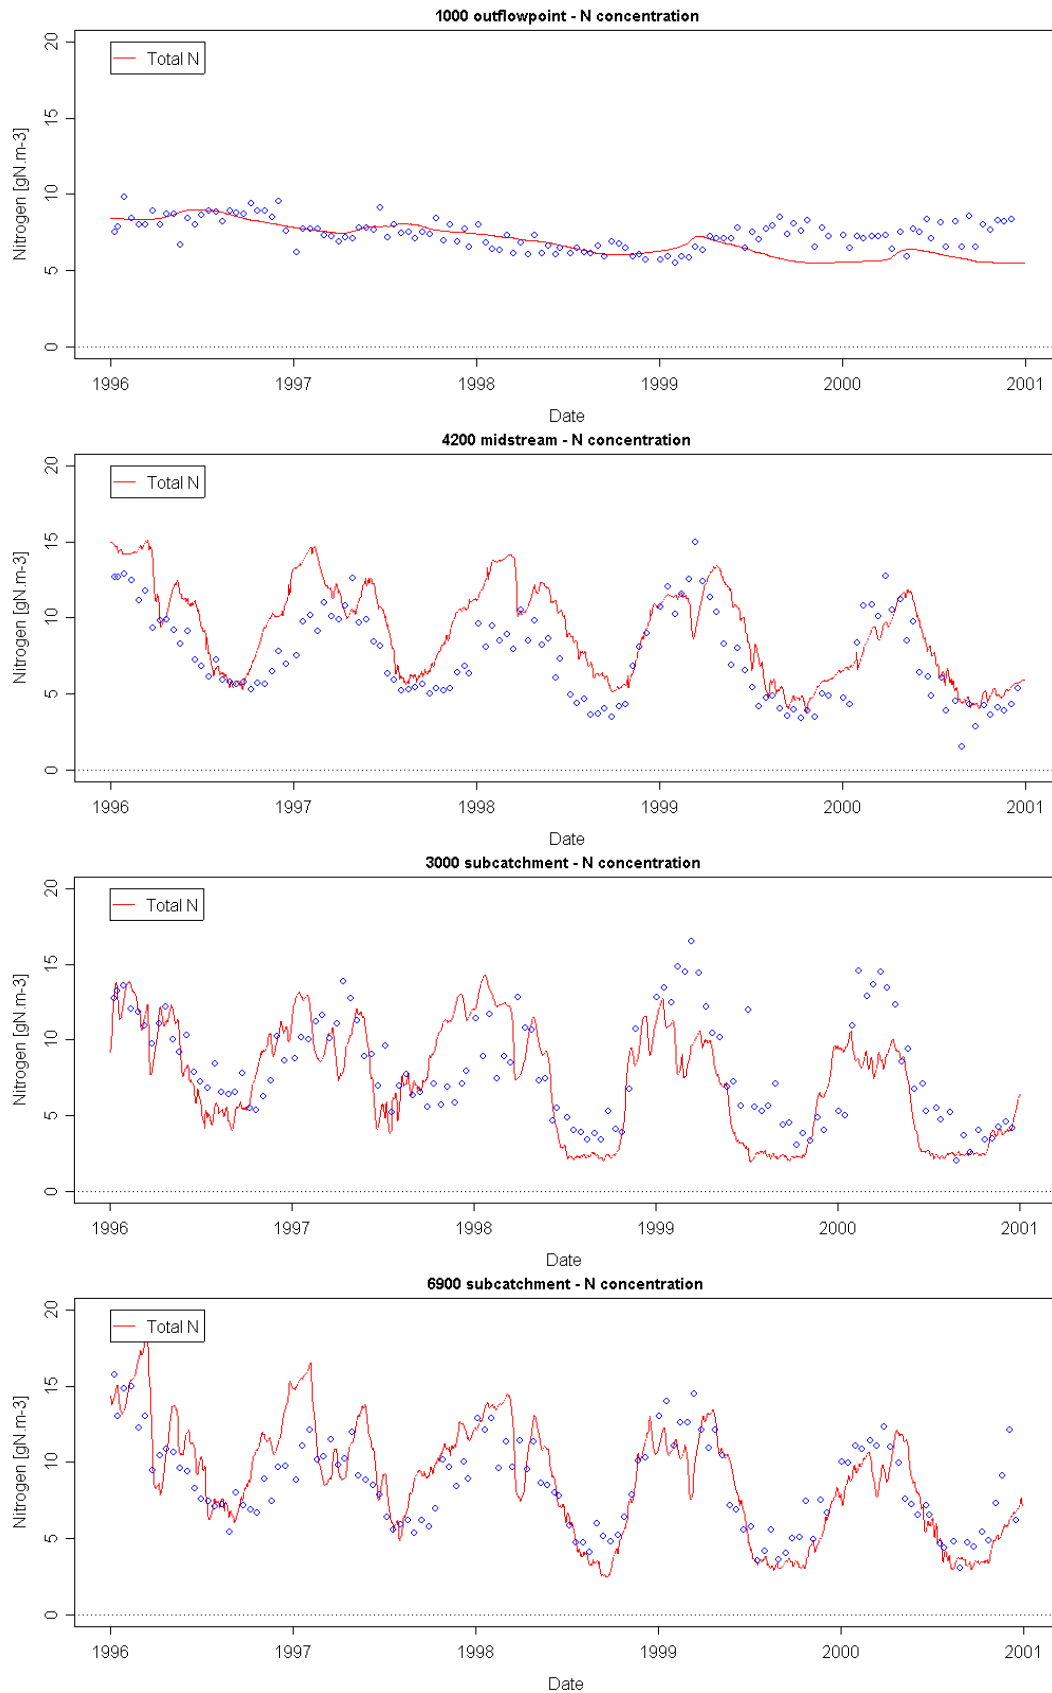 1000 outflowpoint - N concentration
20
15
10
5
0
Nitrogen [gN.m-3]
Total N
1996 1997 1998 1999 2000 2001
Date
4200 midstream - N concentration
20
15
10
5
0
Nitrogen [gN.m-3]
Total N
1996 1997 1998 1999 2000 2001
Date
3000 subcatchment - N concentration
20
15
10
5
0
Nitrogen [gN.m-3]
Total N
1996 1997 1998 1999 2000 2001
Date
6900 subcatchment - N concentration
20
15
10
5
0
Nitrogen [gN.m-3]
Total N
1996 1997 1998 1999 2000 2001
Date